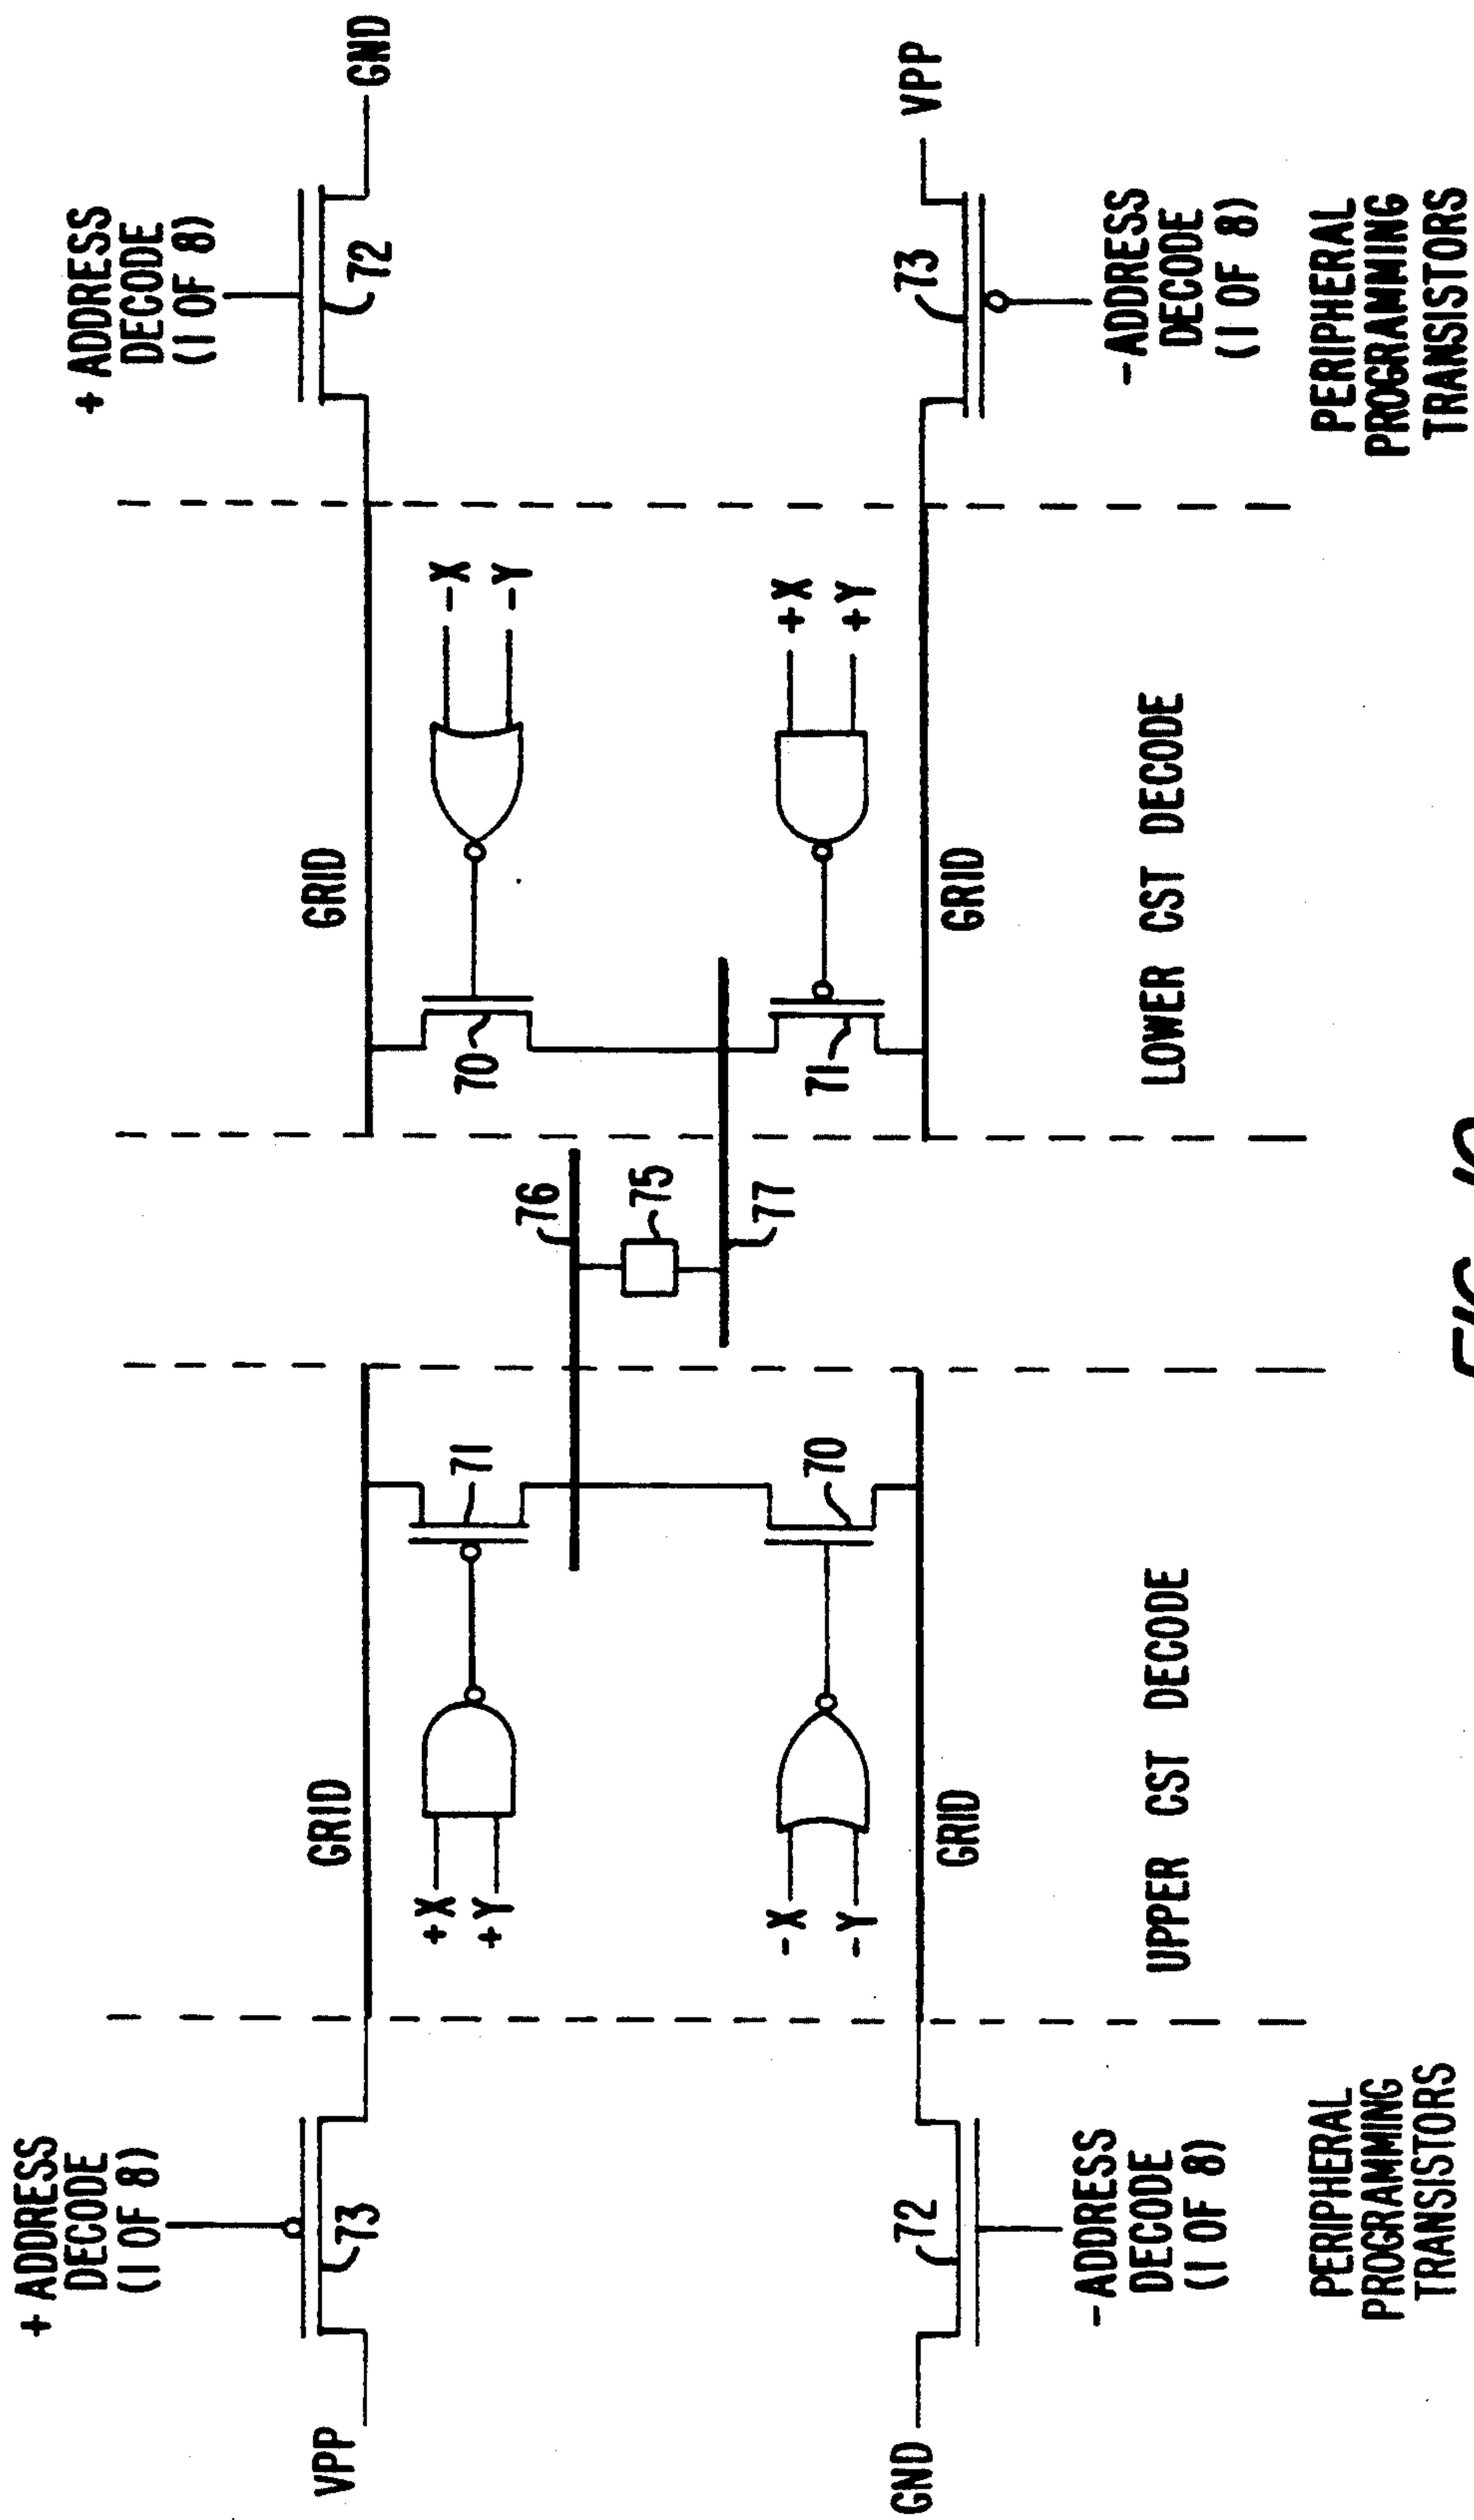 + ADDRESS
DECODE
(1 OF 8)
73
VPP
GRID
+X
+Y
71
76
75
77
GRID
-X
-Y
70
+ ADDRESS
DECODE
(1 OF 8)
72
GND
GND
72
- ADDRESS
DECODE
(1 OF 8)
-X
-Y
70
GRID
+X
+Y
71
GRID
73
VPP
- ADDRESS
DECODE
(1 OF 8)
PERIPHERAL
PROGRAMMING
TRANSISTORS
UPPER CST DECODE
LOWER CST DECODE
PERIPHERAL
PROGRAMMING
TRANSISTORS